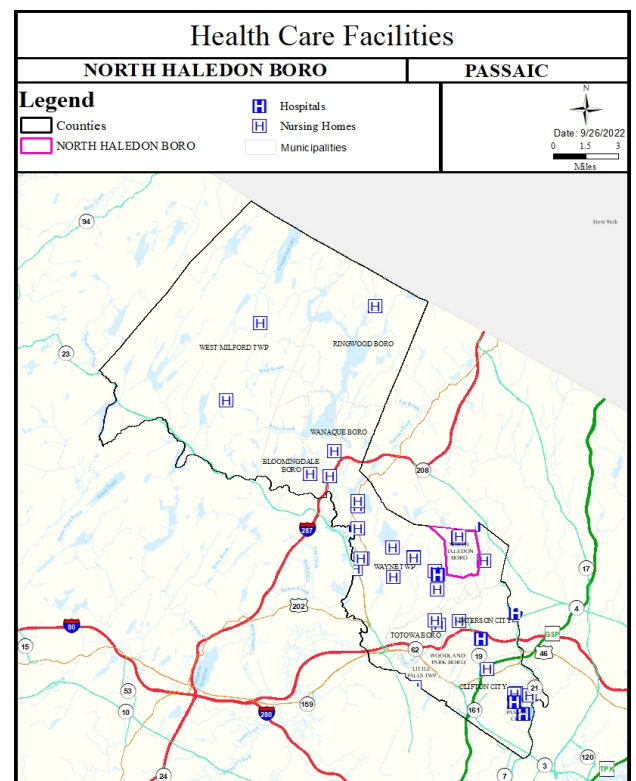 Health Care Facilities
NORTH HALEDON BORO
PASSAIC
Legend
Counties
NORTH HALEDON BORO
H Hospitals
H Nursing Homes
Municipalities
N
Date: 9/26/2022
0 1.5 3
Miles
94
New York
H
H
WEST MILFORD TWP
RINGWOOD BORO
23
H
WANAQUE BORO
H
BLOOMINGDALE
BORO
H
H
208
H
287
H
H
H
BORO
H
WAYNE TWP
H
H
H
H
17
202
4
H
H
H
80
PATERSON CITY
TOTOWA BORO
GSP
15
62
WOODLAND
PARK BORO
19
H
46
LITTLE
FALLS TWP
H
53
CLIFTON CITY
21
H
H
10
159
161
H
H
280
24
3
120
7
TPK